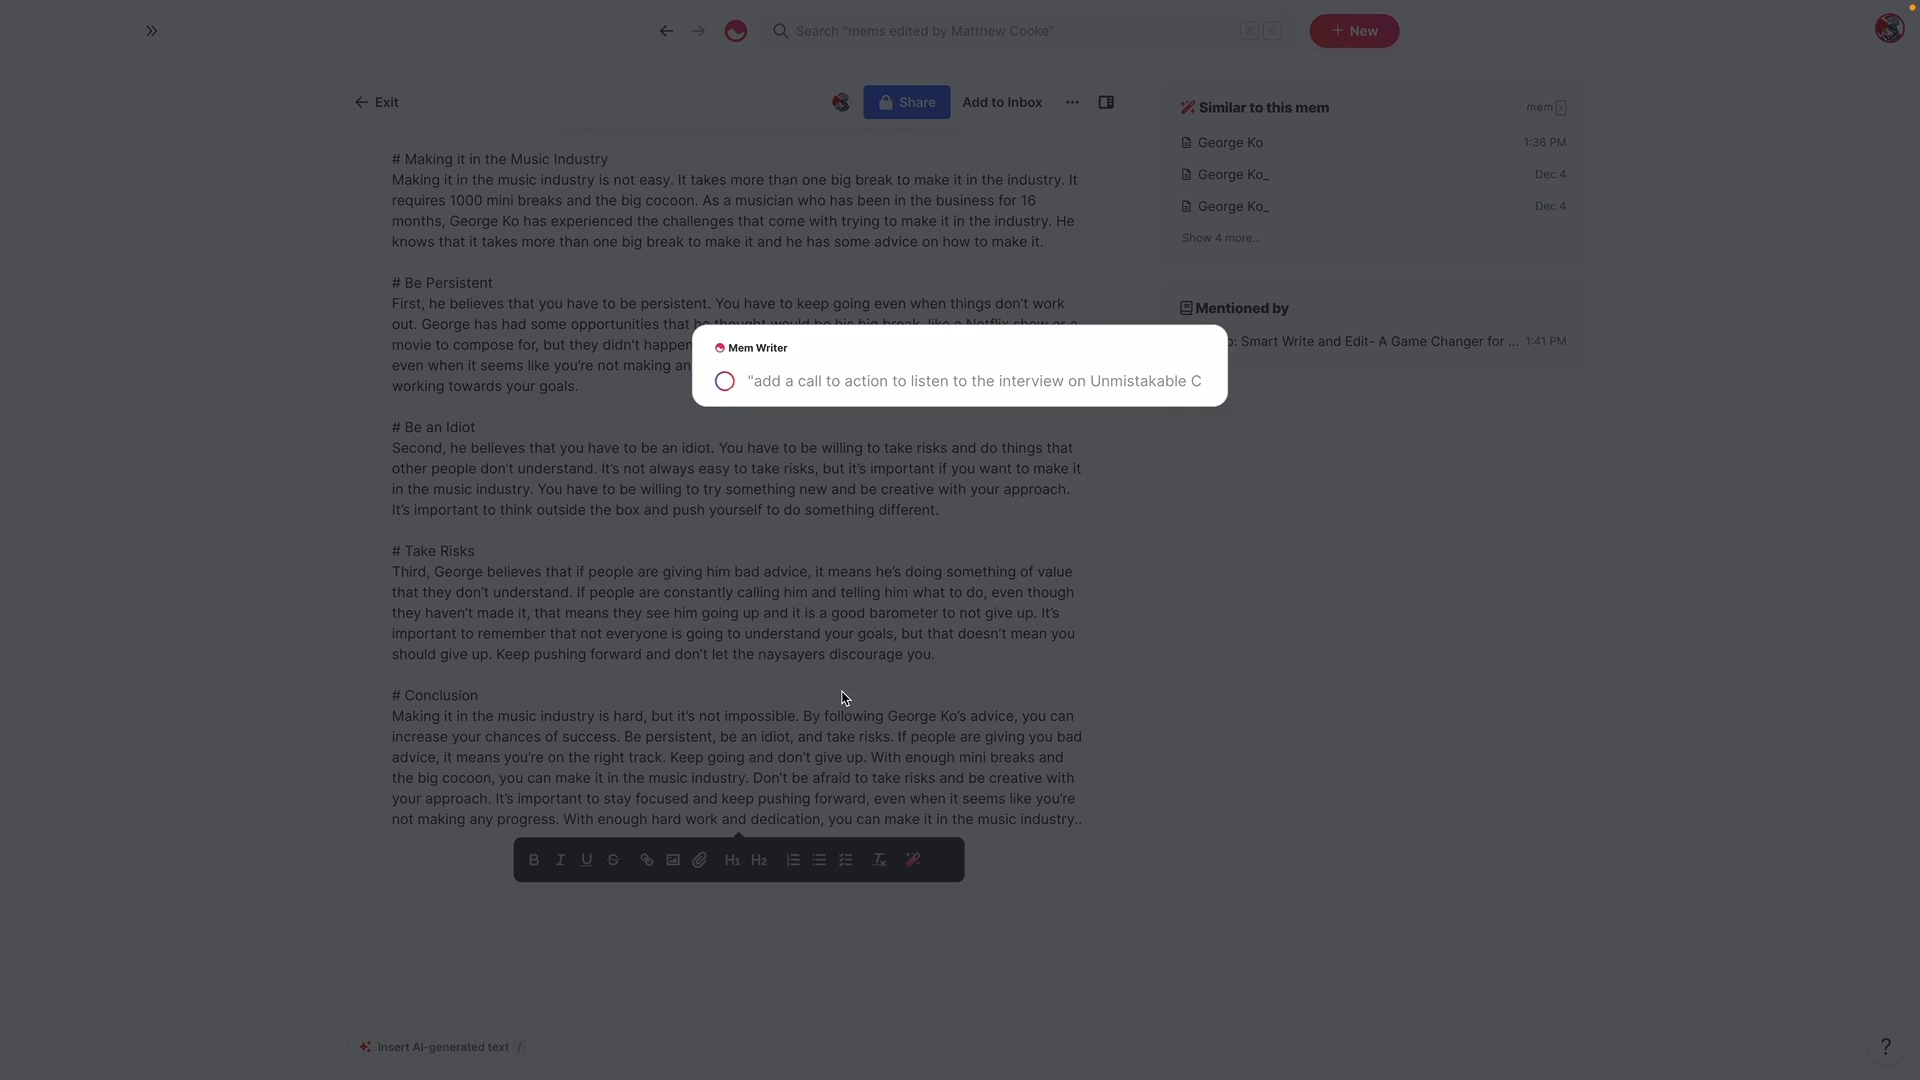 Search "mems edited by Matthew Cooke"
⌘ K
+ New
Exit
Share
Add to Inbox
# Making it in the Music Industry
Making it in the music industry is not easy. It takes more than one big break to make it in the industry. It
requires 1000 mini breaks and the big cocoon. As a musician who has been in the business for 16
months, George Ko has experienced the challenges that come with trying to make it in the industry. He
knows that it takes more than one big break to make it and he has some advice on how to make it.
# Be Persistent
First, he believes that you have to be persistent. You have to keep going even when things don’t work
out. George has had some opportunities that he thought would be his big break, like a Netflix show or a
movie to compose for, but they didn't happen
even when it seems like you’re not making an
working towards your goals.
# Be an Idiot
Second, he believes that you have to be an idiot. You have to be willing to take risks and do things that
other people don’t understand. It’s not always easy to take risks, but it’s important if you want to make it
in the music industry. You have to be willing to try something new and be creative with your approach.
It’s important to think outside the box and push yourself to do something different.
# Take Risks
Third, George believes that if people are giving him bad advice, it means he’s doing something of value
that they don’t understand. If people are constantly calling him and telling him what to do, even though
they haven’t made it, that means they see him going up and it is a good barometer to not give up. It’s
important to remember that not everyone is going to understand your goals, but that doesn’t mean you
should give up. Keep pushing forward and don’t let the naysayers discourage you.
# Conclusion
Making it in the music industry is hard, but it’s not impossible. By following George Ko’s advice, you can
increase your chances of success. Be persistent, be an idiot, and take risks. If people are giving you bad
advice, it means you’re on the right track. Keep going and don’t give up. With enough mini breaks and
the big cocoon, you can make it in the music industry. Don’t be afraid to take risks and be creative with
your approach. It’s important to stay focused and keep pushing forward, even when it seems like you’re
not making any progress. With enough hard work and dedication, you can make it in the music industry..
B I U S H1 H2
Insert AI-generated text /
Mem Writer
"add a call to action to listen to the interview on Unmistakable C
Similar to this mem
mem x
George Ko 1:36 PM
George Ko_ Dec 4
George Ko_ Dec 4
Show 4 more...
Mentioned by
o: Smart Write and Edit- A Game Changer for ... 1:41 PM
?